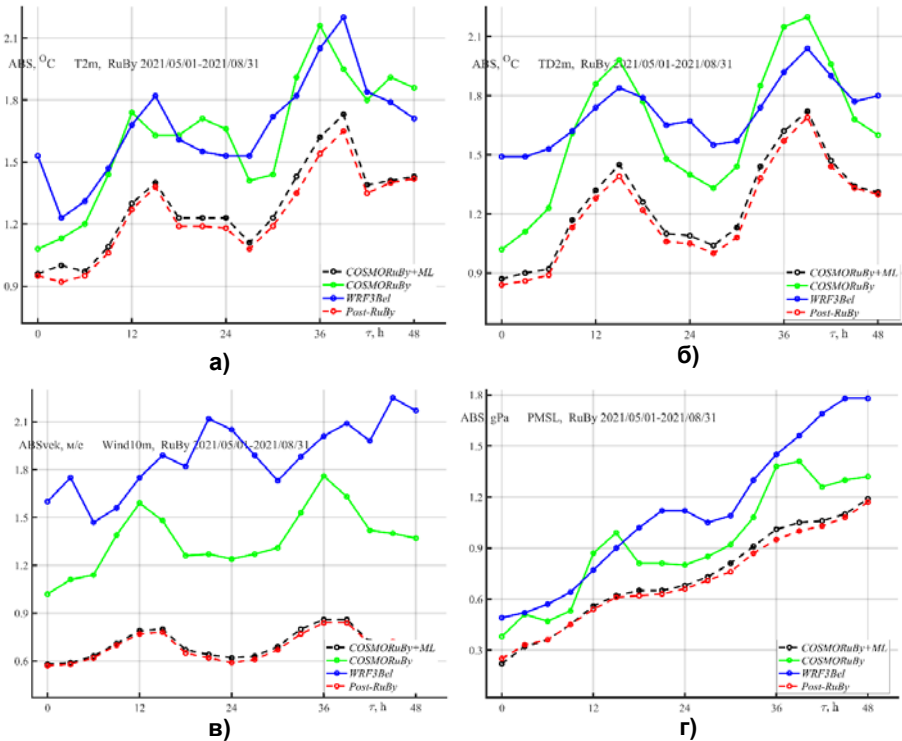 2.1
ABS, °C T2m, RuBy 2021/05/01-2021/08/31
1.8
1.5
1.2
0.9
COSMORuBy+ML
COSMORuBy
WRF3Bel
Post-RuBy
0 12 24 36 τ, h 48
а)
2.1
ABS, °C TD2m, RuBy 2021/05/01-2021/08/31
1.8
1.5
1.2
0.9
COSMORuBy+ML
COSMORuBy
WRF3Bel
Post-RuBy
0 12 24 36 τ, h 48
б)
2.1
ABSvek, м/с Wind10m, RuBy 2021/05/01-2021/08/31
1.8
1.5
1.2
0.9
0.6
COSMORuBy+ML
COSMORuBy
WRF3Bel
Post-RuBy
0 12 24 36 τ, h 48
в)
1.8
ABS, gPa PMSL, RuBy 2021/05/01-2021/08/31
1.5
1.2
0.9
0.6
0.3
COSMORuBy+ML
COSMORuBy
WRF3Bel
Post-RuBy
0 12 24 36 τ, h 48
г)